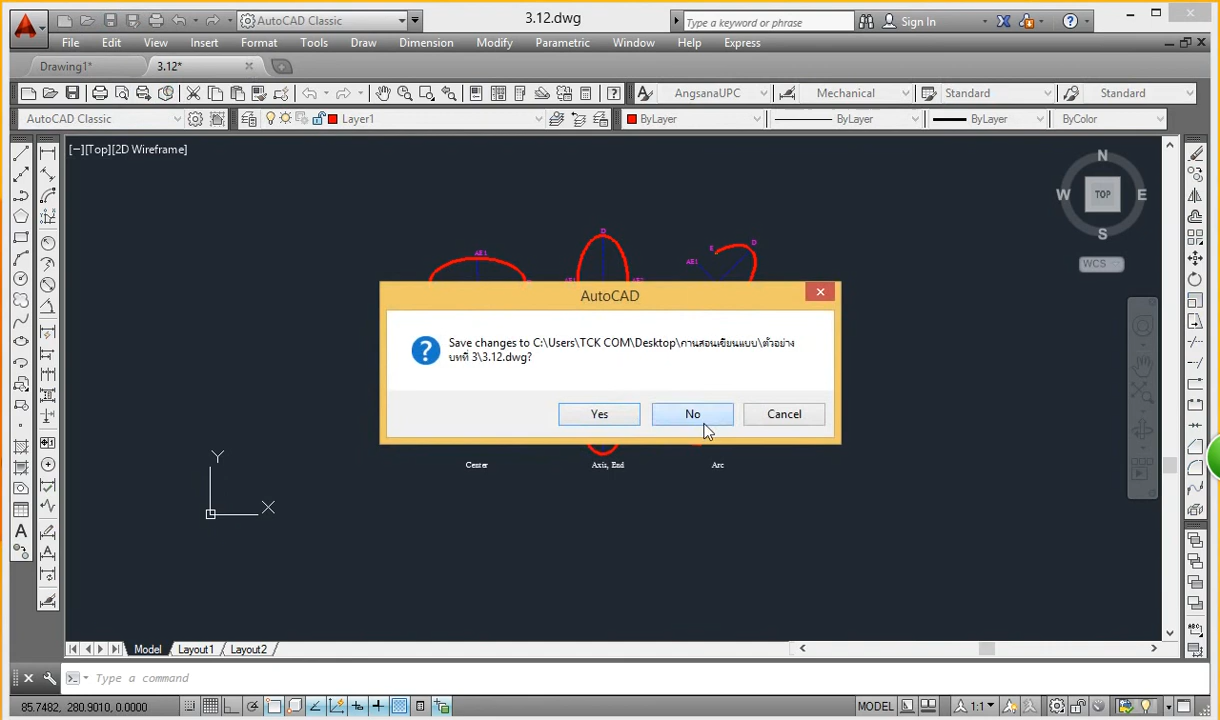 AutoCAD Classic
3.12.dwg
Type a keyword or phrase
Sign In
File Edit View Insert Format Tools Draw Dimension Modify Parametric Window Help Express
Drawing1* 3.12*
AngsanaUPC Mechanical Standard Standard
AutoCAD Classic Layer1 ByLayer ByLayer ByLayer ByColor
[−][Top][2D Wireframe]
N
W TOP E
S
WCS
D
AE1
E D
AE1
AutoCAD
Save changes to C:\Users\TCK COM\Desktop\กานสอนเขียนแบบ\ตัวอย่าง
บทที่ 3\3.12.dwg?
Yes No Cancel
Center Axis, End Arc
Y
X
Model Layout1 Layout2
Type a command
85.7482, 280.9010, 0.0000 MODEL 1:1